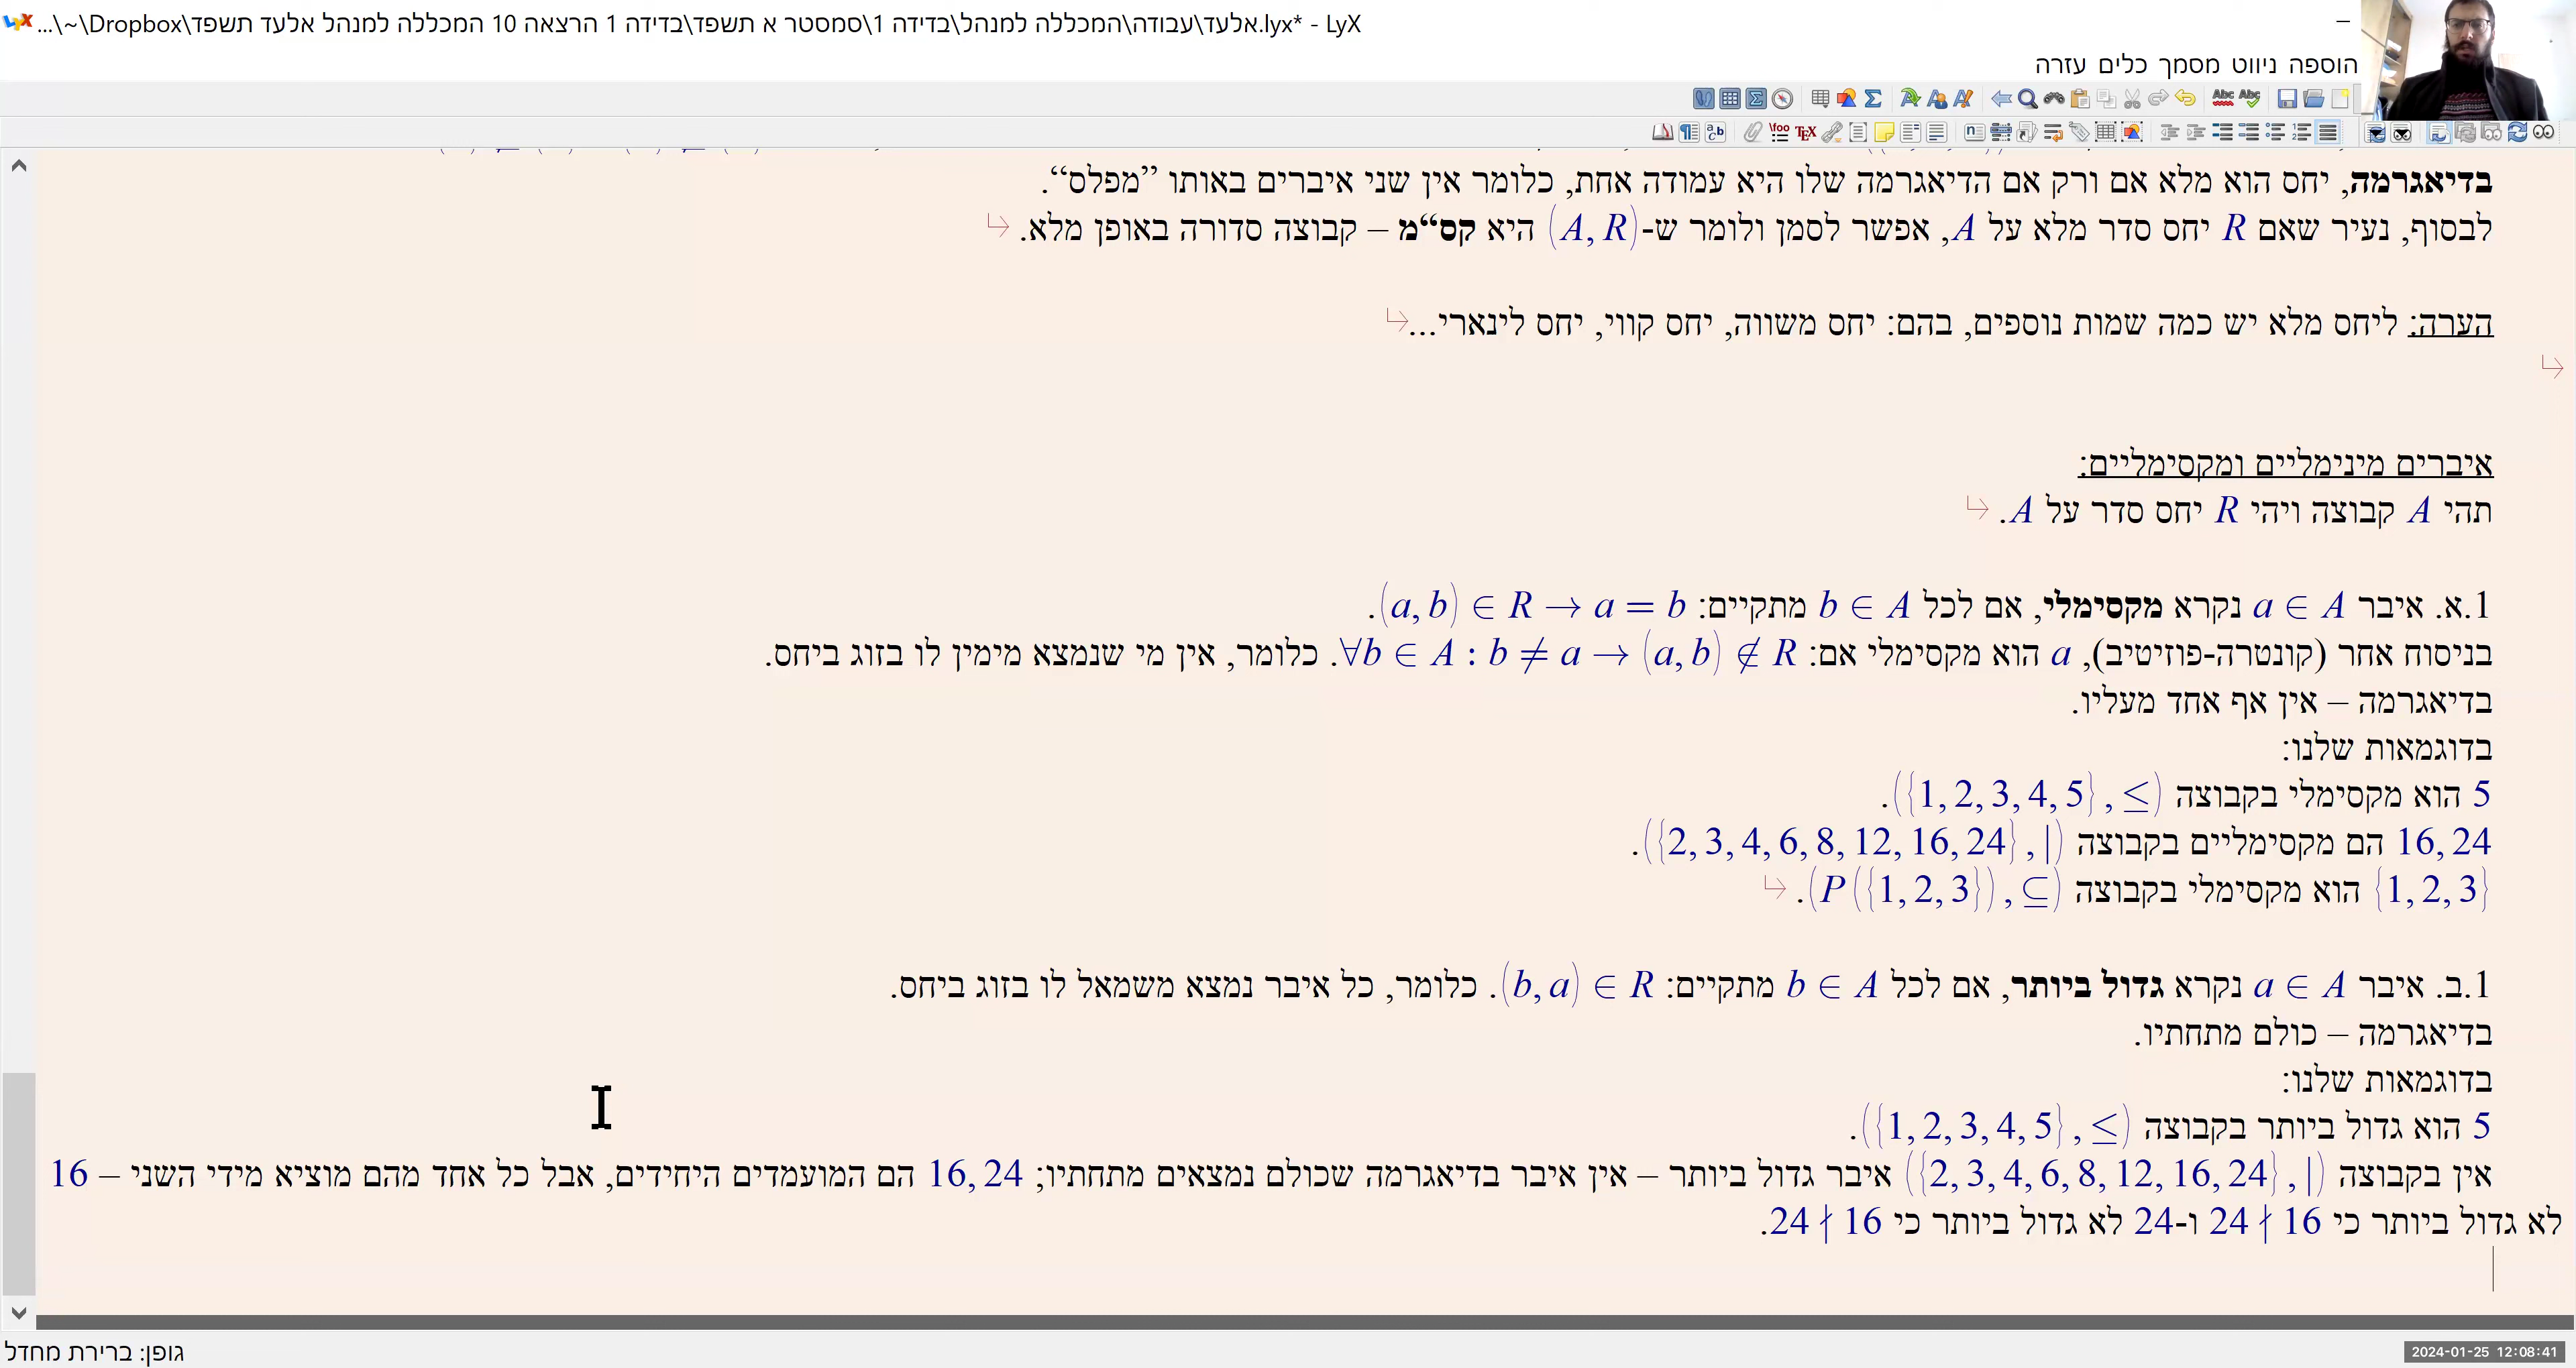 אלעד\עבודה\המכללה למנהל\בדידה 1\סמסטר א תשפד\בדידה 1 הרצאה 10 המכללה למנהל אלעד תשפד.lyx* - LyX
הוספה ניווט מסמך כלים עזרה
בדיאגרמה, יחס הוא מלא אם ורק אם הדיאגרמה שלו היא עמודה אחת, כלומר אין שני איברים באותו ”מפלס“.
לבסוף, נעיר שאם R יחס סדר מלא על A, אפשר לסמן ולומר ש-(A, R) היא קס“מ – קבוצה סדורה באופן מלא.
הערה: ליחס מלא יש כמה שמות נוספים, בהם: יחס משווה, יחס קווי, יחס לינארי...
איברים מינימליים ומקסימליים:
תהי A קבוצה ויהי R יחס סדר על A.
1.א. איבר a ∈ A נקרא מקסימלי, אם לכל b ∈ A מתקיים: (a, b) ∈ R → a = b.
בניסוח אחר (קונטרה-פוזיטיב), a הוא מקסימלי אם: ∀b ∈ A : b ≠ a → (a, b) ∉ R. כלומר, אין מי שנמצא מימין לו בזוג ביחס.
בדיאגרמה – אין אף אחד מעליו.
בדוגמאות שלנו:
5 הוא מקסימלי בקבוצה ({1, 2, 3, 4, 5}, ≤).
16, 24 הם מקסימליים בקבוצה ({2, 3, 4, 6, 8, 12, 16, 24}, |).
{1, 2, 3} הוא מקסימלי בקבוצה (P({1, 2, 3}), ⊆).
1.ב. איבר a ∈ A נקרא גדול ביותר, אם לכל b ∈ A מתקיים: (b, a) ∈ R. כלומר, כל איבר נמצא משמאל לו בזוג ביחס.
בדיאגרמה – כולם מתחתיו.
בדוגמאות שלנו:
5 הוא גדול ביותר בקבוצה ({1, 2, 3, 4, 5}, ≤).
אין בקבוצה ({2, 3, 4, 6, 8, 12, 16, 24}, |) איבר גדול ביותר – אין איבר בדיאגרמה שכולם נמצאים מתחתיו; 16, 24 הם המועמדים היחידים, אבל כל אחד מהם מוציא מידי השני – 16
לא גדול ביותר כי 24 ∤ 16 ו-24 לא גדול ביותר כי 24 ∤ 16.
גופן: ברירת מחדל
2024-01-25 12:08:41